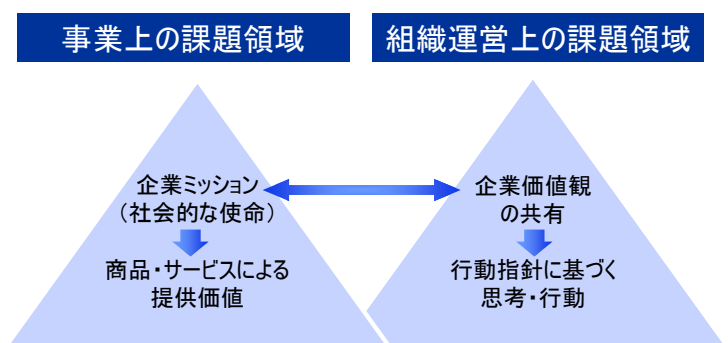 事業上の課題領域
組織運営上の課題領域
企業ミッション
（社会的な使命）
商品・サービスによる
提供価値
企業価値観
の共有
行動指針に基づく
思考・行動